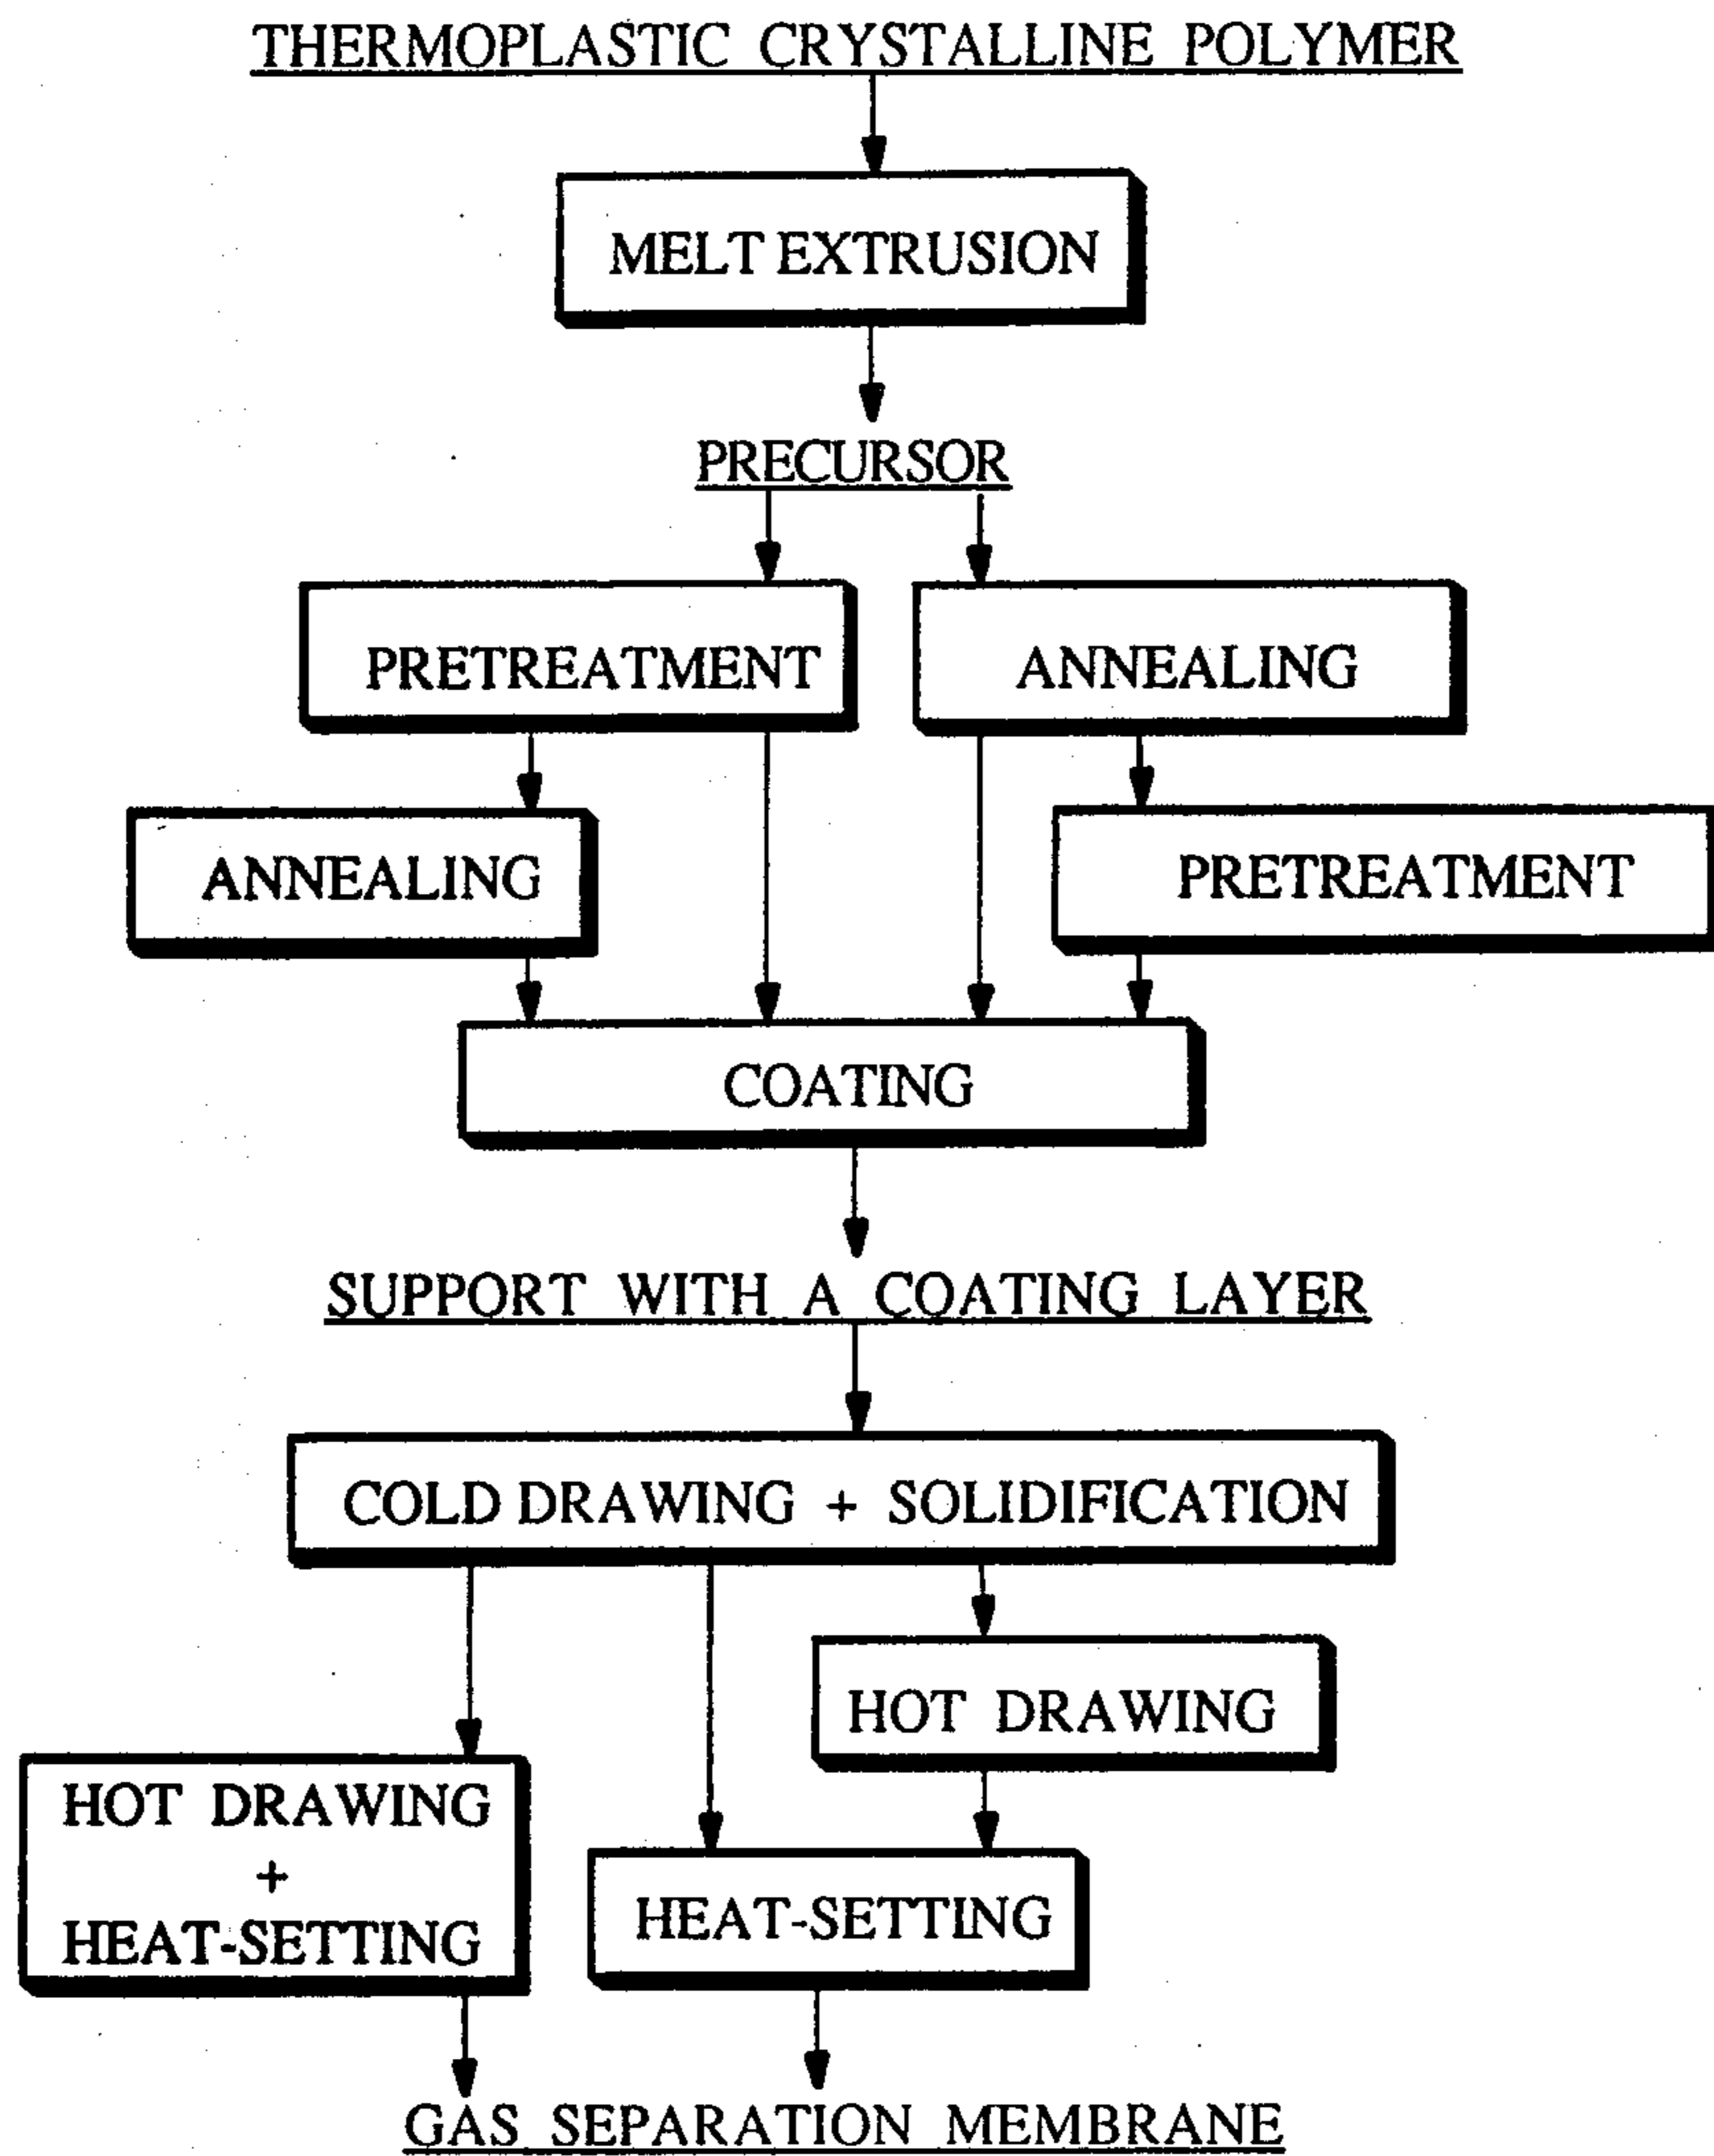 THERMOPLASTIC CRYSTALLINE POLYMER
MELT EXTRUSION
PRECURSOR
PRETREATMENT
ANNEALING
ANNEALING
PRETREATMENT
COATING
SUPPORT WITH A COATING LAYER
COLD DRAWING + SOLIDIFICATION
HOT DRAWING
HOT DRAWING
+
HEAT-SETTING
HEAT-SETTING
GAS SEPARATION MEMBRANE